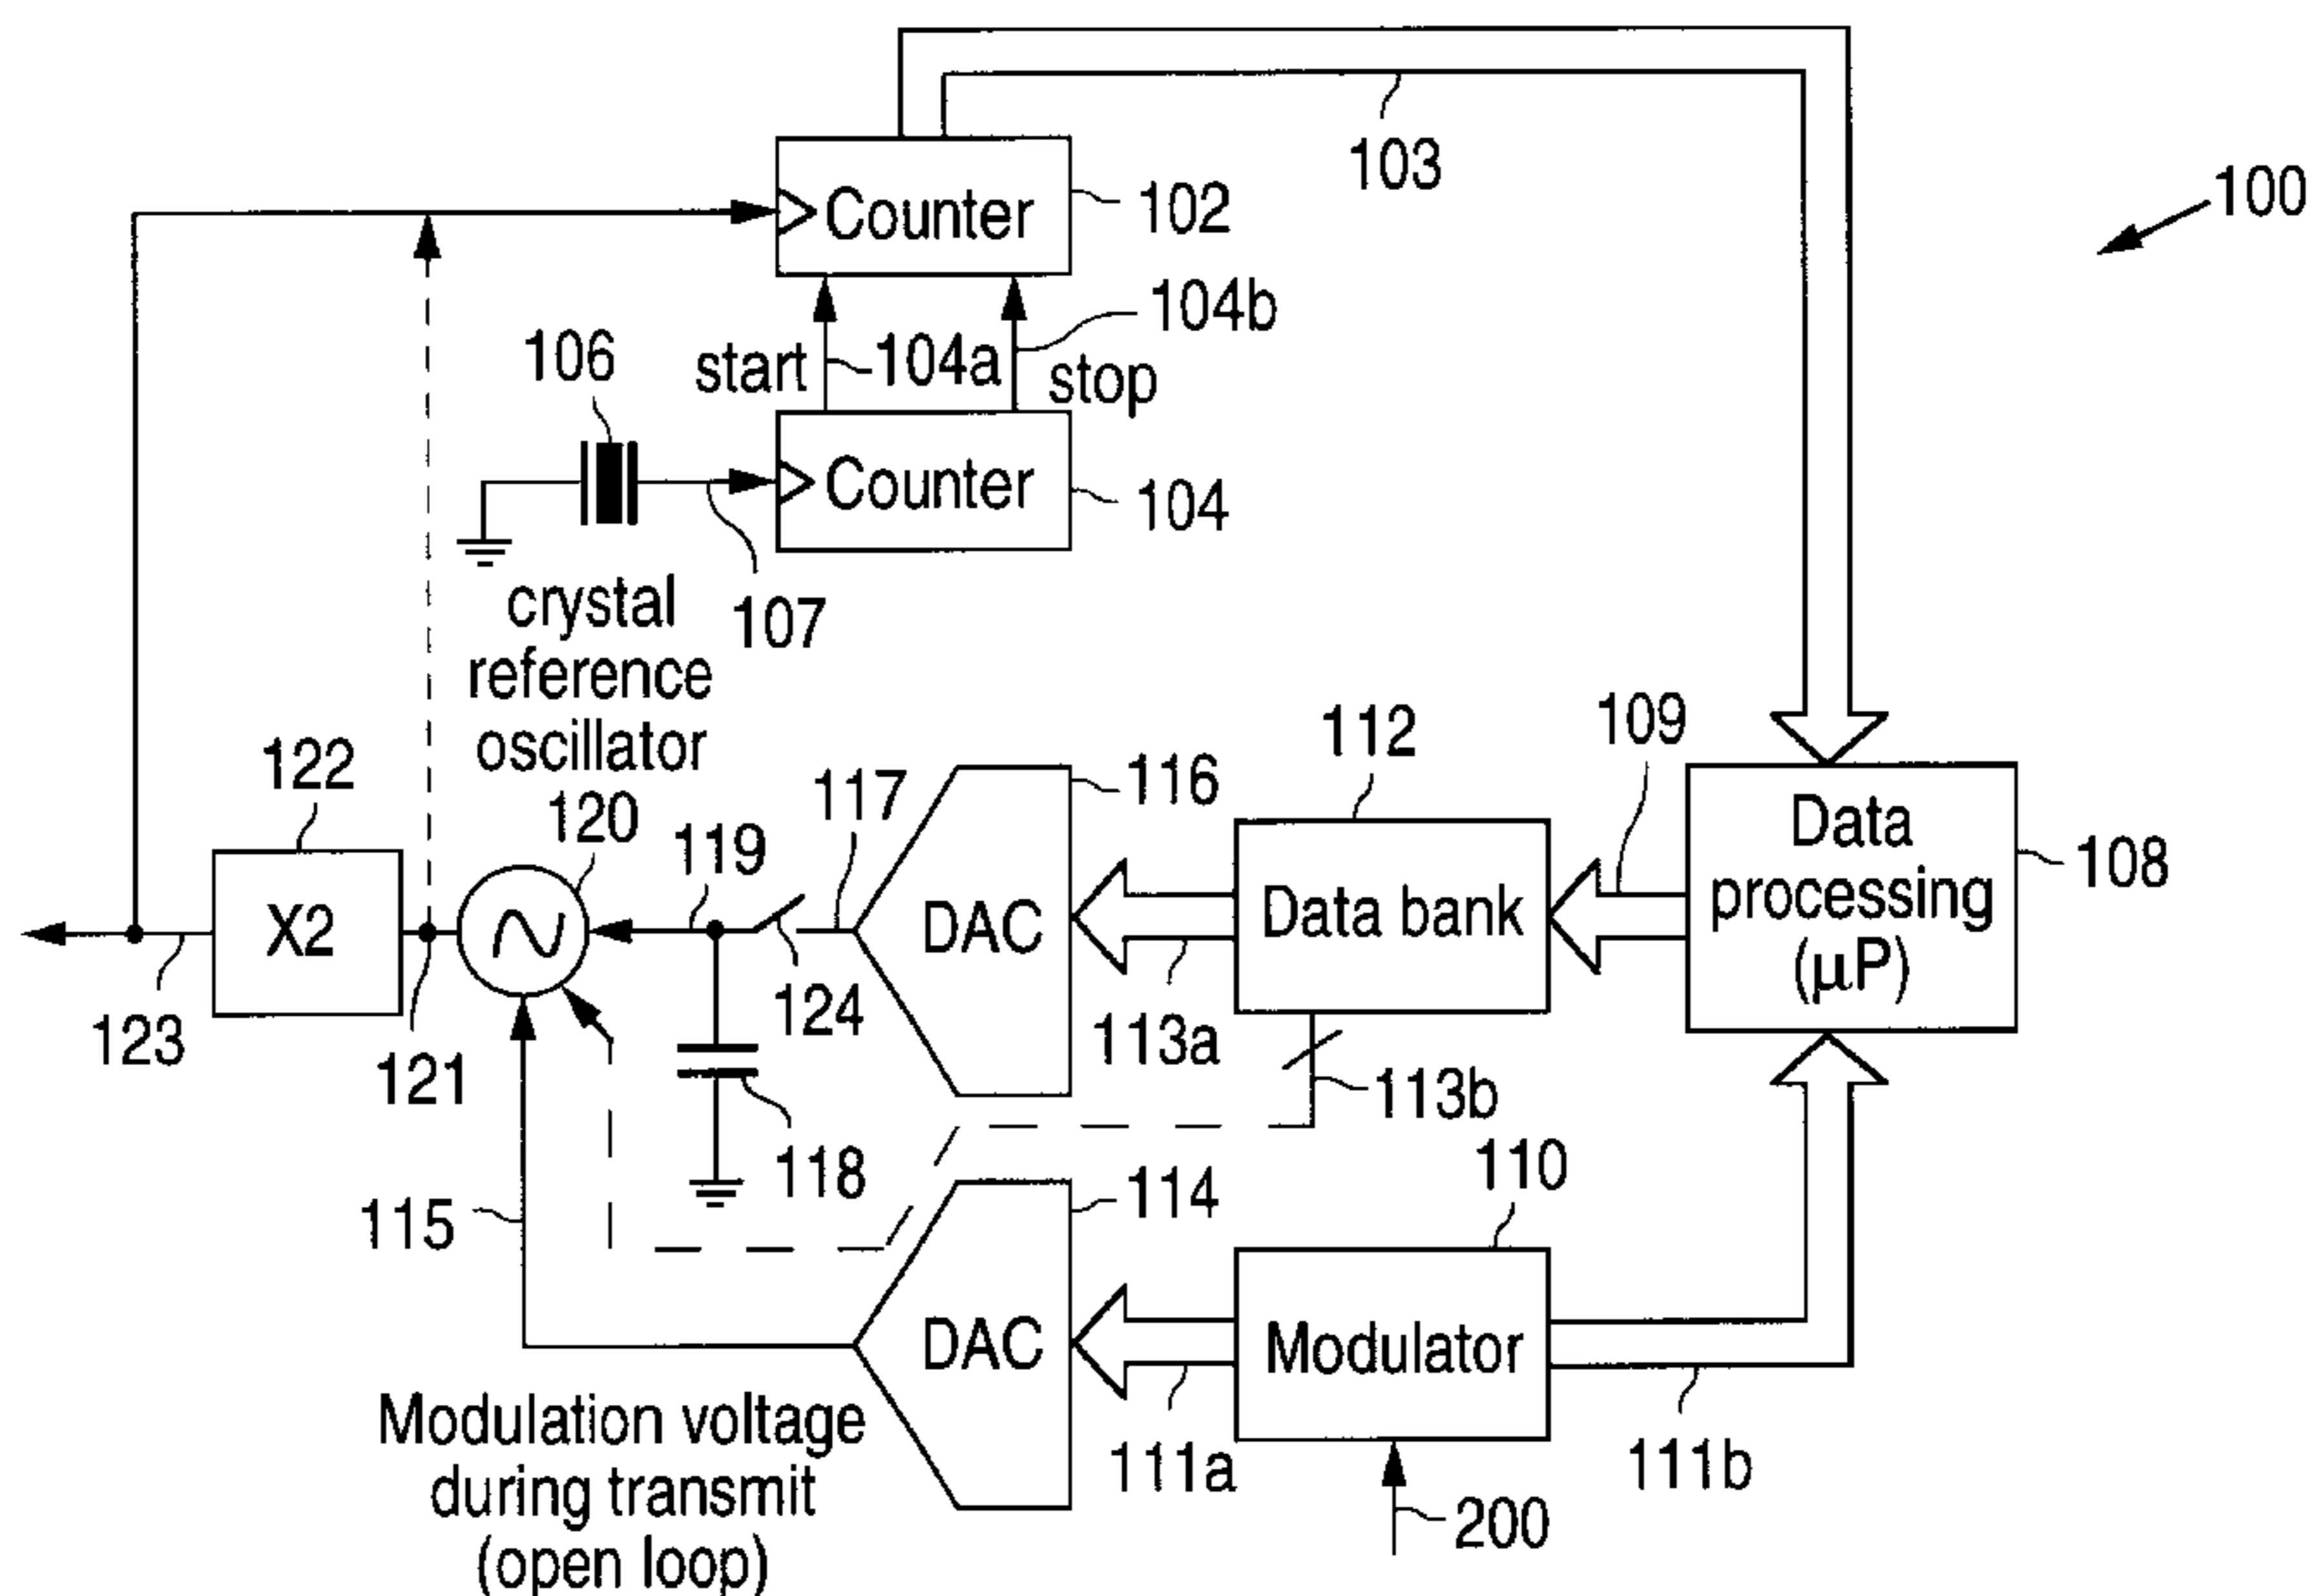 100
103
Counter
102
104b
106
start
104a
stop
Counter
104
107
crystal
reference
oscillator
122
120
119
117
116
112
109
Data
processing
(μP)
108
X2
DAC
Data bank
123
121
124
113a
113b
118
115
114
110
DAC
Modulator
Modulation voltage
during transmit
(open loop)
111a
111b
200